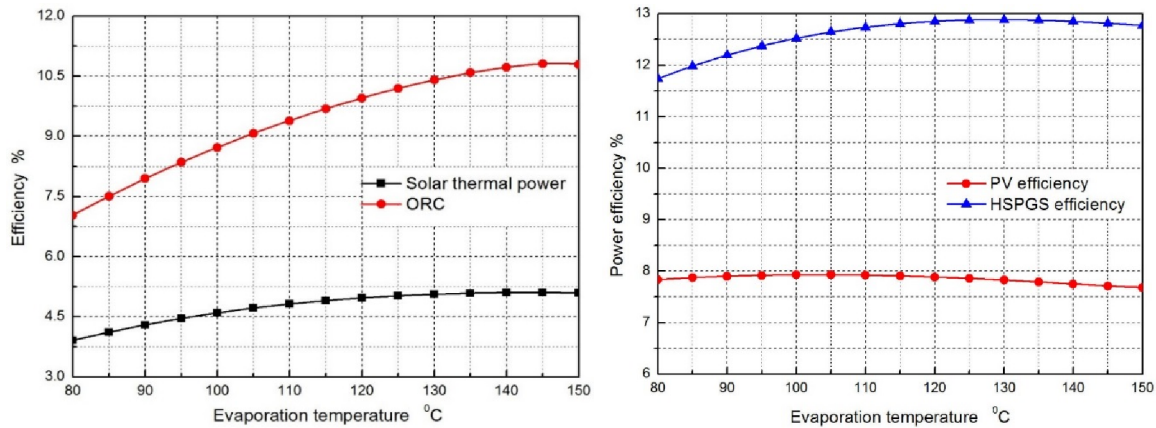 12.0
10.5
9.0
7.5
6.0
4.5
3.0
Efficiency %
Solar thermal power
ORC
80 90 100 110 120 130 140 150
Evaporation temperature ⁰C
13
12
11
10
9
8
7
6
Power efficiency%
PV efficiency
HSPGS efficiency
80 90 100 110 120 130 140 150
Evaporation temperature ⁰C